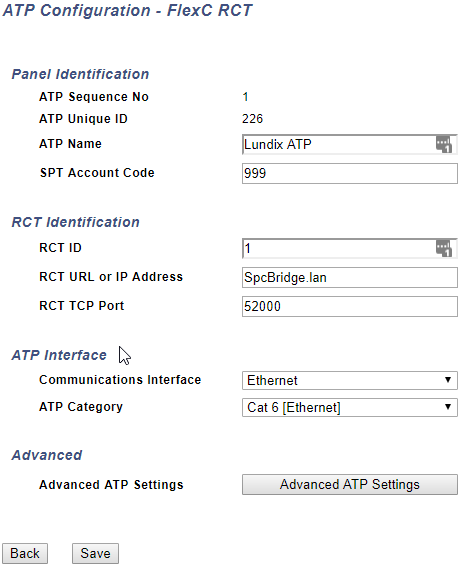 ATP Configuration - FlexC RCT
Panel Identification
ATP Sequence No 1
ATP Unique ID 226
ATP Name Lundix ATP 1
SPT Account Code 999
RCT Identification
RCT ID 1 1
RCT URL or IP Address SpcBridge.lan
RCT TCP Port 52000
ATP Interface
Communications Interface Ethernet
ATP Category Cat 6 [Ethernet]
Advanced
Advanced ATP Settings Advanced ATP Settings
Back Save